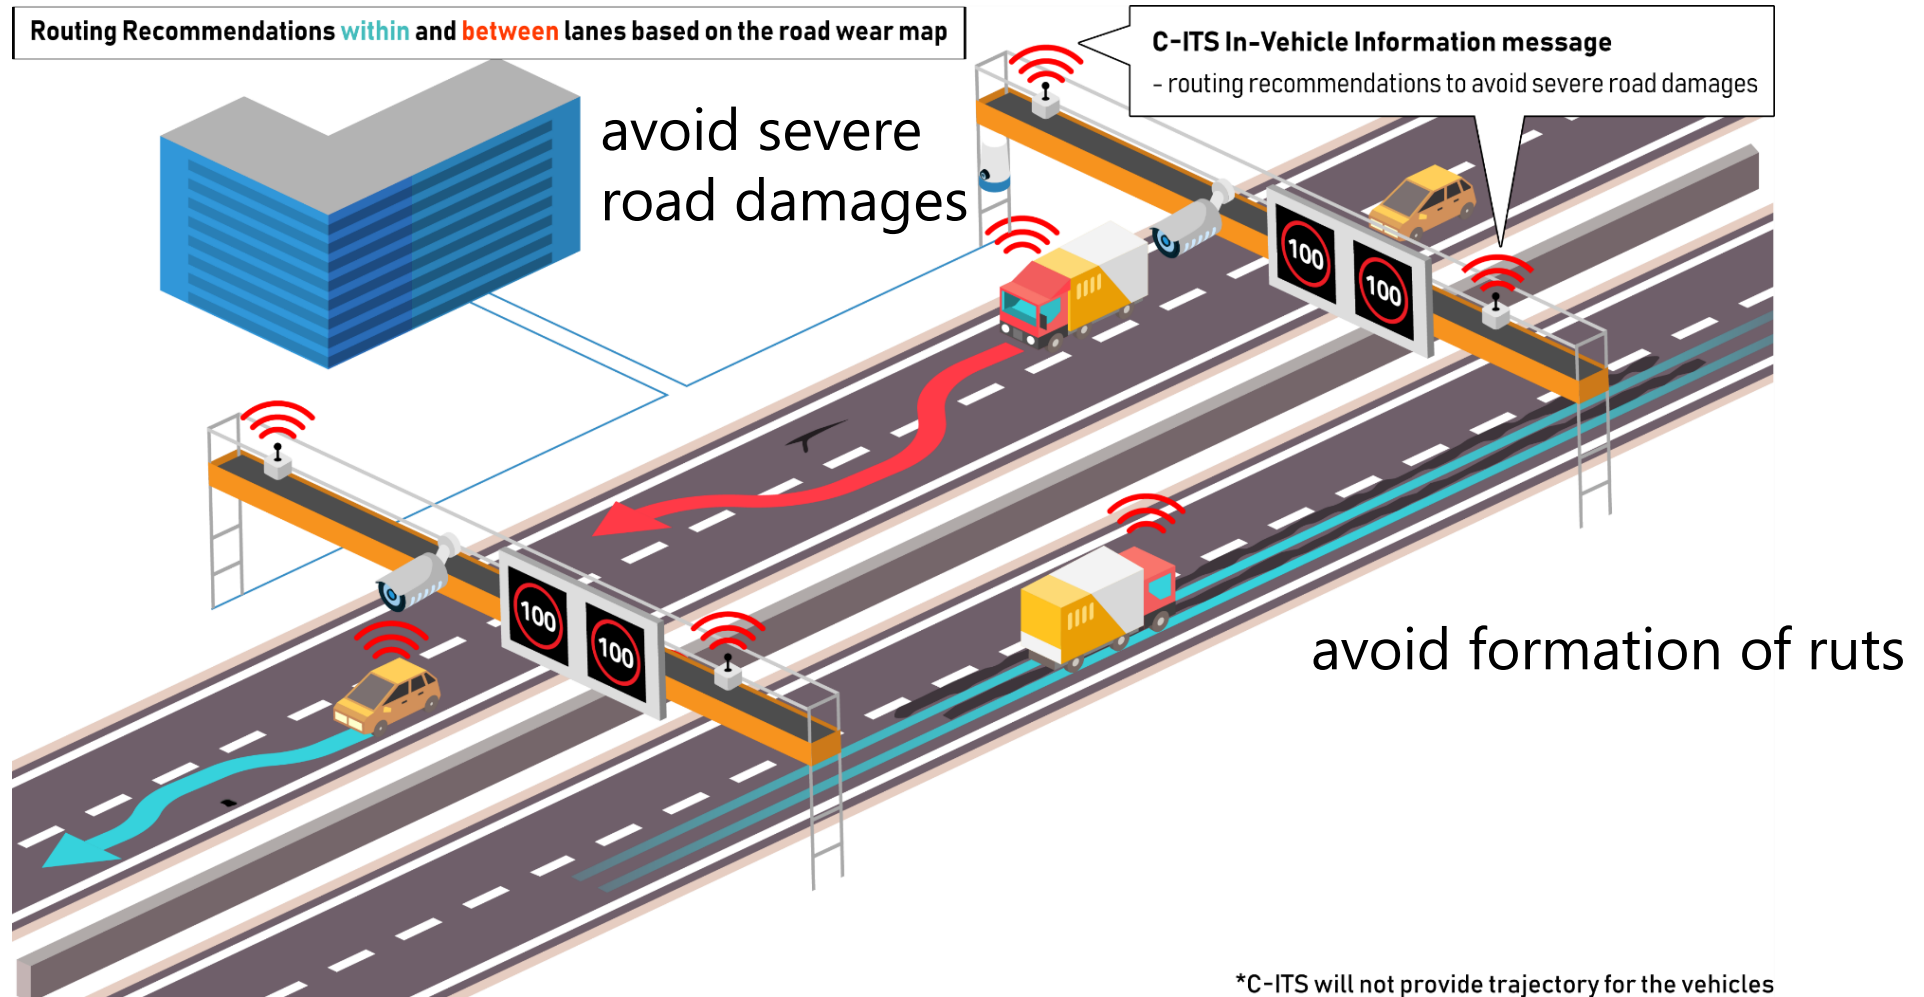 Routing Recommendations within and between lanes based on the road wear map
C-ITS In-Vehicle Information message
- routing recommendations to avoid severe road damages
avoid severe
road damages
100
100
100
100
avoid formation of ruts
*C-ITS will not provide trajectory for the vehicles